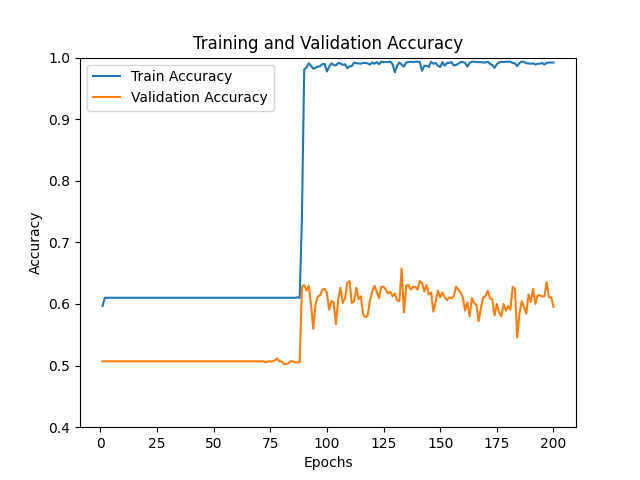 Training and Validation Accuracy
Train Accuracy
Validation Accuracy
1.0
0.9
0.8
0.7
0.6
0.5
0.4
Accuracy
0 25 50 75 100 125 150 175 200
Epochs